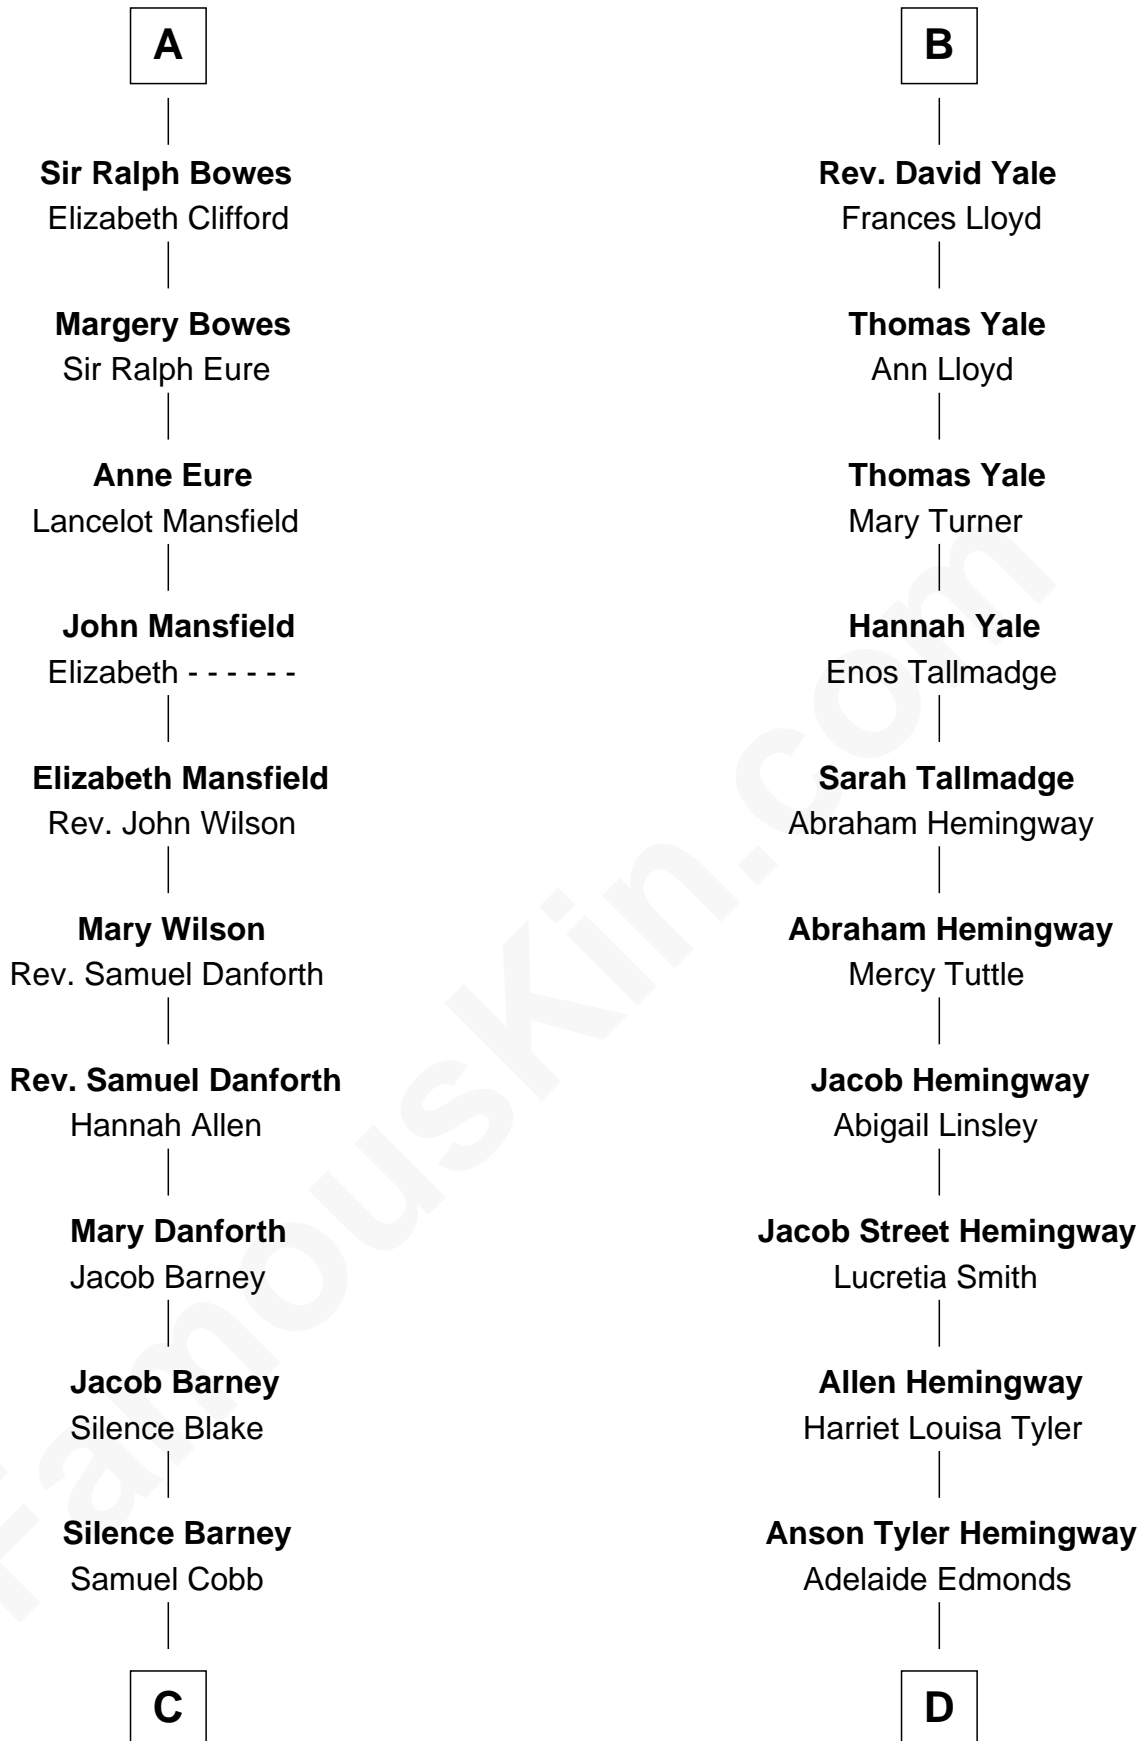 A
Sir Ralph Bowes
Elizabeth Clifford
Margery Bowes
Sir Ralph Eure
Anne Eure
Lancelot Mansfield
John Mansfield
Elizabeth - - - - - -
Elizabeth Mansfield
Rev. John Wilson
Mary Wilson
Rev. Samuel Danforth
Rev. Samuel Danforth
Hannah Allen
Mary Danforth
Jacob Barney
Jacob Barney
Silence Blake
Silence Barney
Samuel Cobb
C
B
Rev. David Yale
Frances Lloyd
Thomas Yale
Ann Lloyd
Thomas Yale
Mary Turner
Hannah Yale
Enos Tallmadge
Sarah Tallmadge
Abraham Hemingway
Abraham Hemingway
Mercy Tuttle
Jacob Hemingway
Abigail Linsley
Jacob Street Hemingway
Lucretia Smith
Allen Hemingway
Harriet Louisa Tyler
Anson Tyler Hemingway
Adelaide Edmonds
D
FamousKin.com